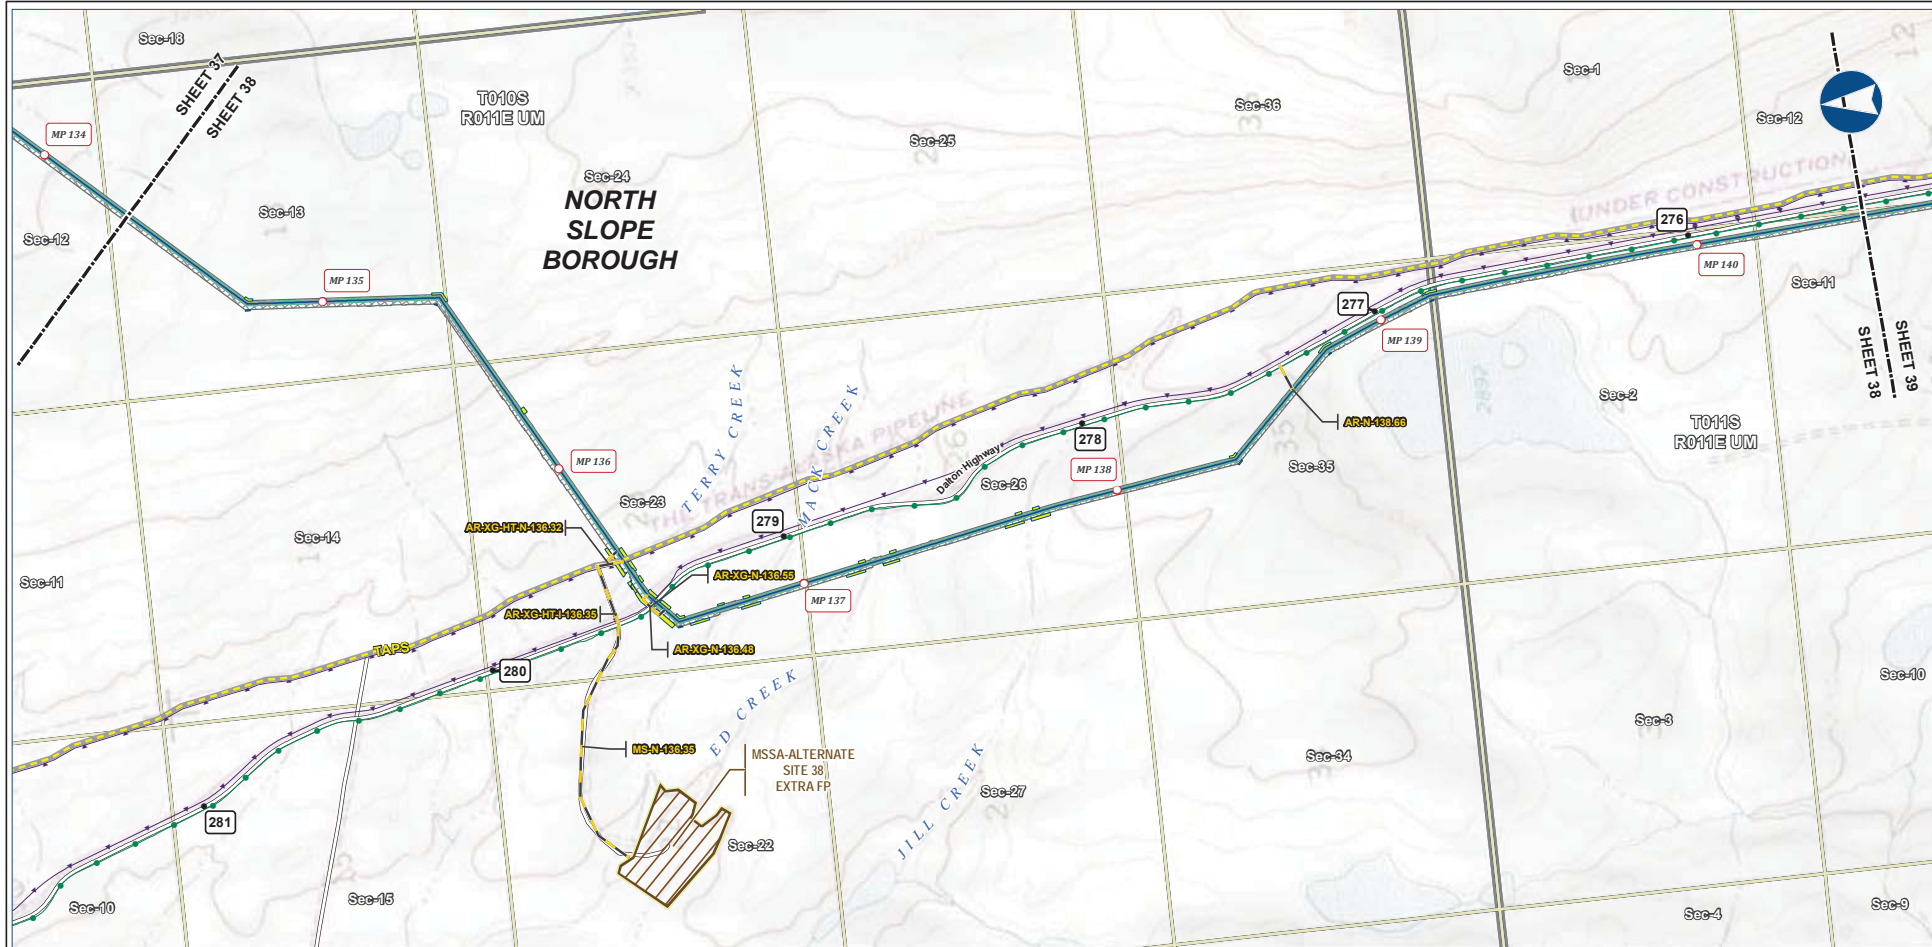 Sec-18
SHEET 37
SHEET 38
MP 134
T010S
R011E UM
Sec-24
NORTH
SLOPE
BOROUGH
Sec-13
Sec-12
MP 135
Sec-25
Sec-36
Sec-1
Sec-12
(UNDER CONSTRUCTION)
276
MP 140
Sec-11
277
MP 139
SHEET 38
SHEET 39
Sec-2
T011S
R011E UM
2682
AR-N-138.66
Sec-35
35
278
MP 138
Dalton Highway
Sec-26
TERRY CREEK
MACK CREEK
THE TRANS-ALASKA PIPELINE
MP 136
Sec-23
279
AR-XG-HT-N-136.32
Sec-14
Sec-11
AR-XG-N-136.55
MP 137
AR-XG-HT-I-136.35
AR-XG-N-136.48
TAPS
280
281
ED CREEK
MS-N-136.35
MSSA-ALTERNATE
SITE 38
EXTRA FP
JILL CREEK
Sec-27
Sec-34
Sec-3
Sec-10
Sec-22
Sec-15
Sec-10
Sec-4
Sec-9
12